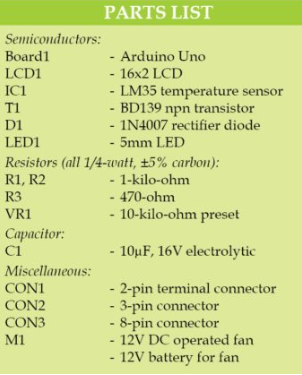 PARTS LIST
Semiconductors:
Board1 - Arduino Uno
LCD1 - 16x2 LCD
IC1 - LM35 temperature sensor
T1 - BD139 npn transistor
D1 - 1N4007 rectifier diode
LED1 - 5mm LED
Resistors (all 1/4-watt, ±5% carbon):
R1, R2 - 1-kilo-ohm
R3 - 470-ohm
VR1 - 10-kilo-ohm preset
Capacitor:
C1 - 10µF, 16V electrolytic
Miscellaneous:
CON1 - 2-pin terminal connector
CON2 - 3-pin connector
CON3 - 8-pin connector
M1 - 12V DC operated fan
- 12V battery for fan